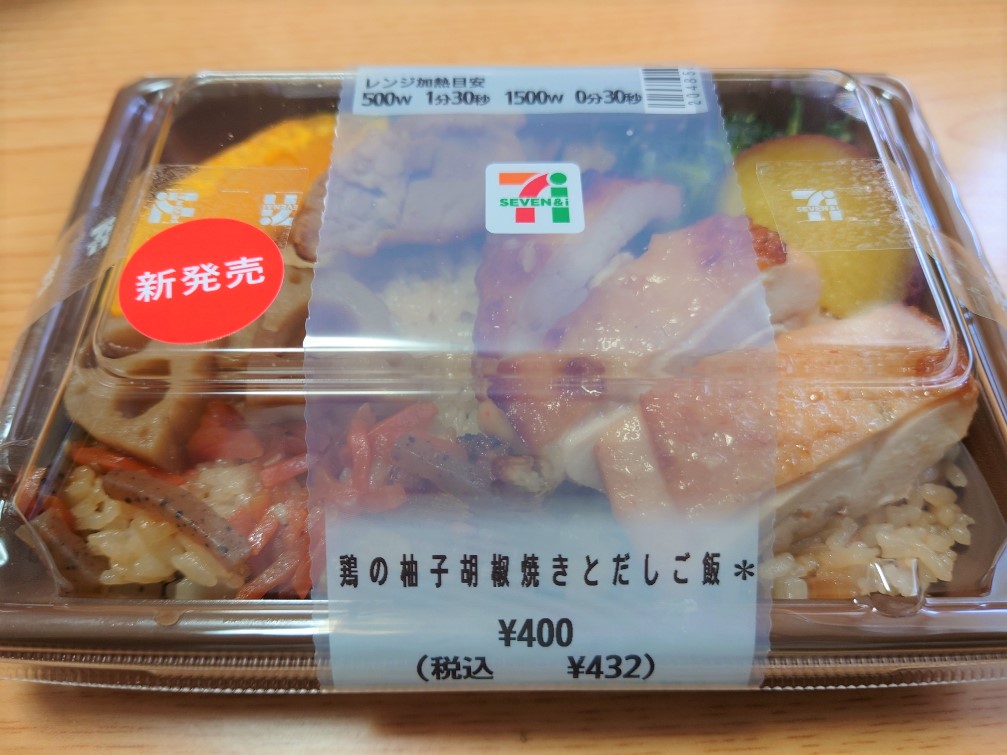 レンジ加熱目安
500W 1分30秒 1500W 0分30秒
SEVEN&i
新発売
鶏の柚子胡椒焼きとだしご飯＊
¥400
(税込 ¥432)